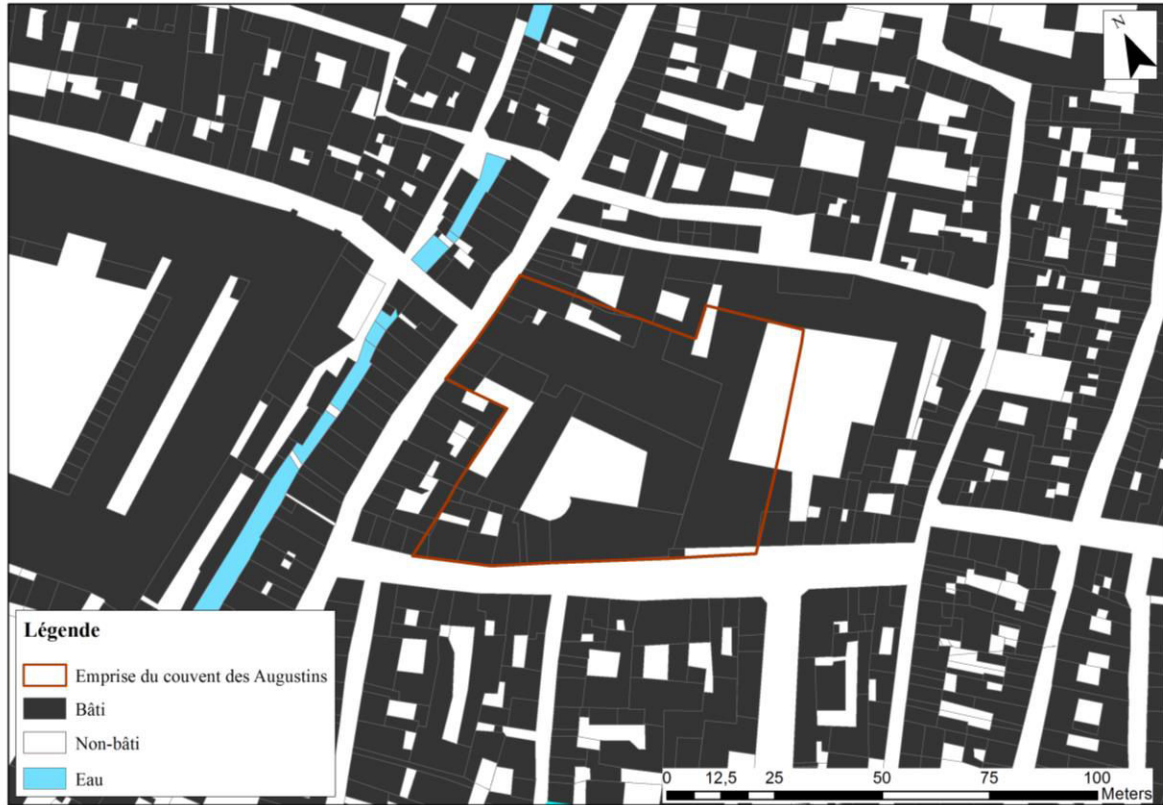 N
Légende
Emprise du couvent des Augustins
Bâti
Non-bâti
Eau
0 12,5 25 50 75 100
Meters